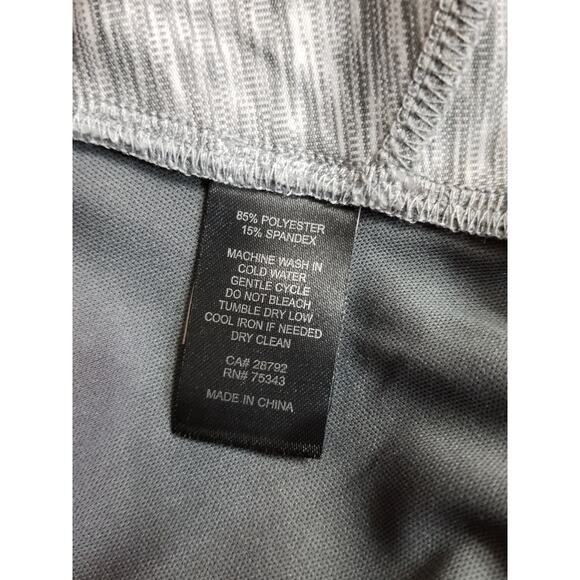 85% POLYESTER
15% SPANDEX
MACHINE WASH IN
COLD WATER
GENTLE CYCLE
DO NOT BLEACH
TUMBLE DRY LOW
COOL IRON IF NEEDED
DRY CLEAN
CA# 28792
RN# 75343
MADE IN CHINA